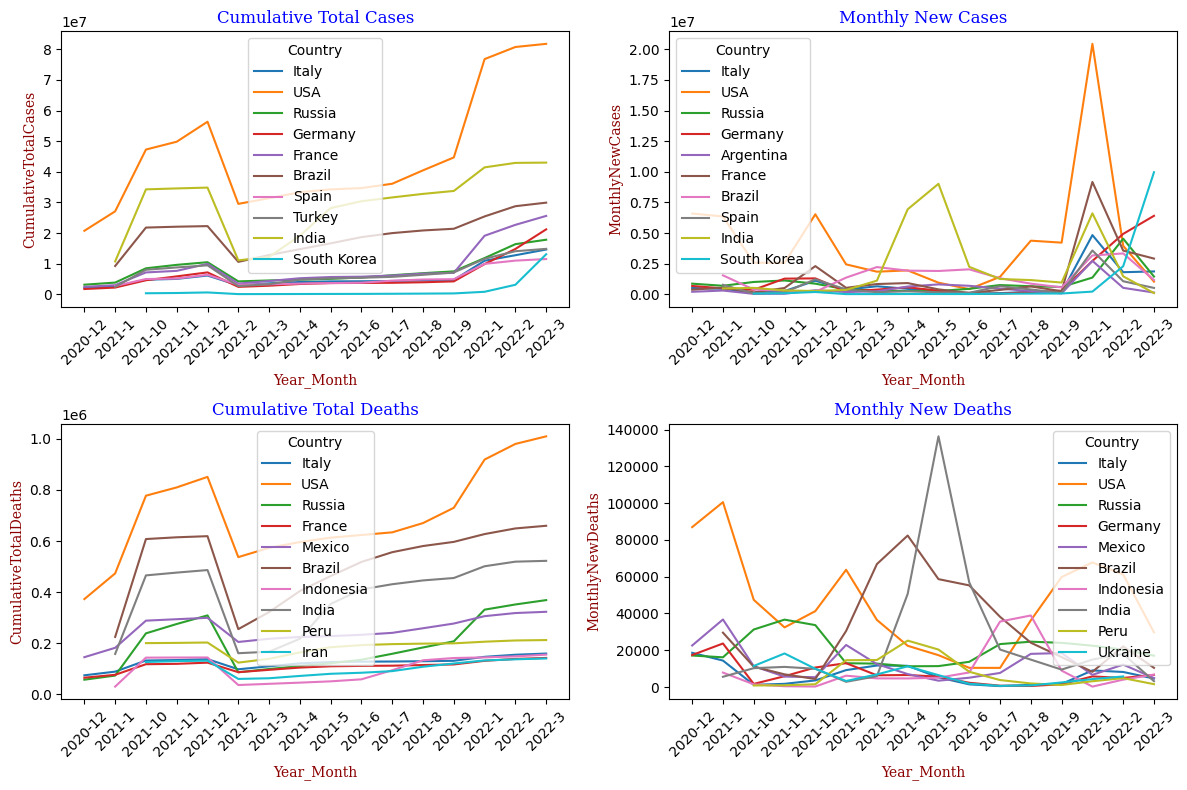 Cumulative Total Cases
1e7
CumulativeTotalCases
8
7
6
5
4
3
2
1
0
Country
Italy
USA
Russia
Germany
France
Brazil
Spain
Turkey
India
South Korea
2020-12
2021-1
2021-10
2021-11
2021-12
2021-2
2021-3
2021-4
2021-5
2021-6
2021-7
2021-8
2021-9
2022-1
2022-2
2022-3
Year_Month
Monthly New Cases
1e7
MonthlyNewCases
2.00
1.75
1.50
1.25
1.00
0.75
0.50
0.25
0.00
Country
Italy
USA
Russia
Germany
Argentina
France
Brazil
Spain
India
South Korea
2020-12
2021-1
2021-10
2021-11
2021-12
2021-2
2021-3
2021-4
2021-5
2021-6
2021-7
2021-8
2021-9
2022-1
2022-2
2022-3
Year_Month
Cumulative Total Deaths
1e6
CumulativeTotalDeaths
1.0
0.8
0.6
0.4
0.2
0.0
Country
Italy
USA
Russia
France
Mexico
Brazil
Indonesia
India
Peru
Iran
2020-12
2021-1
2021-10
2021-11
2021-12
2021-2
2021-3
2021-4
2021-5
2021-6
2021-7
2021-8
2021-9
2022-1
2022-2
2022-3
Year_Month
Monthly New Deaths
MonthlyNewDeaths
140000
120000
100000
80000
60000
40000
20000
0
Country
Italy
USA
Russia
Germany
Mexico
Brazil
Indonesia
India
Peru
Ukraine
2020-12
2021-1
2021-10
2021-11
2021-12
2021-2
2021-3
2021-4
2021-5
2021-6
2021-7
2021-8
2021-9
2022-1
2022-2
2022-3
Year_Month